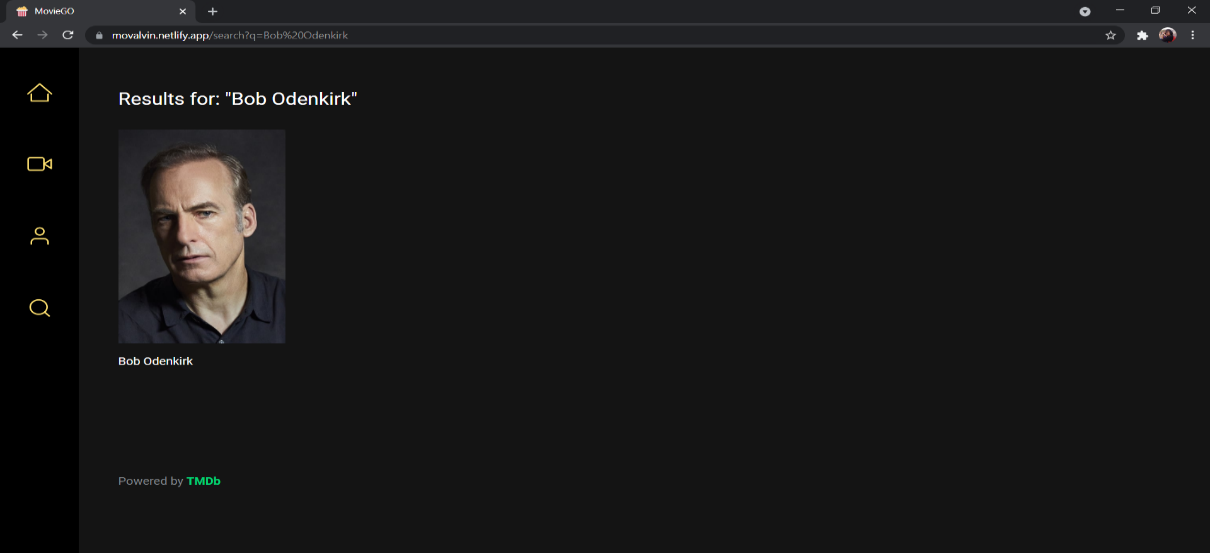 MovieGO
movalvin.netlify.app/search?q=Bob%20Odenkirk
Results for: "Bob Odenkirk"
Bob Odenkirk
Powered by TMDb